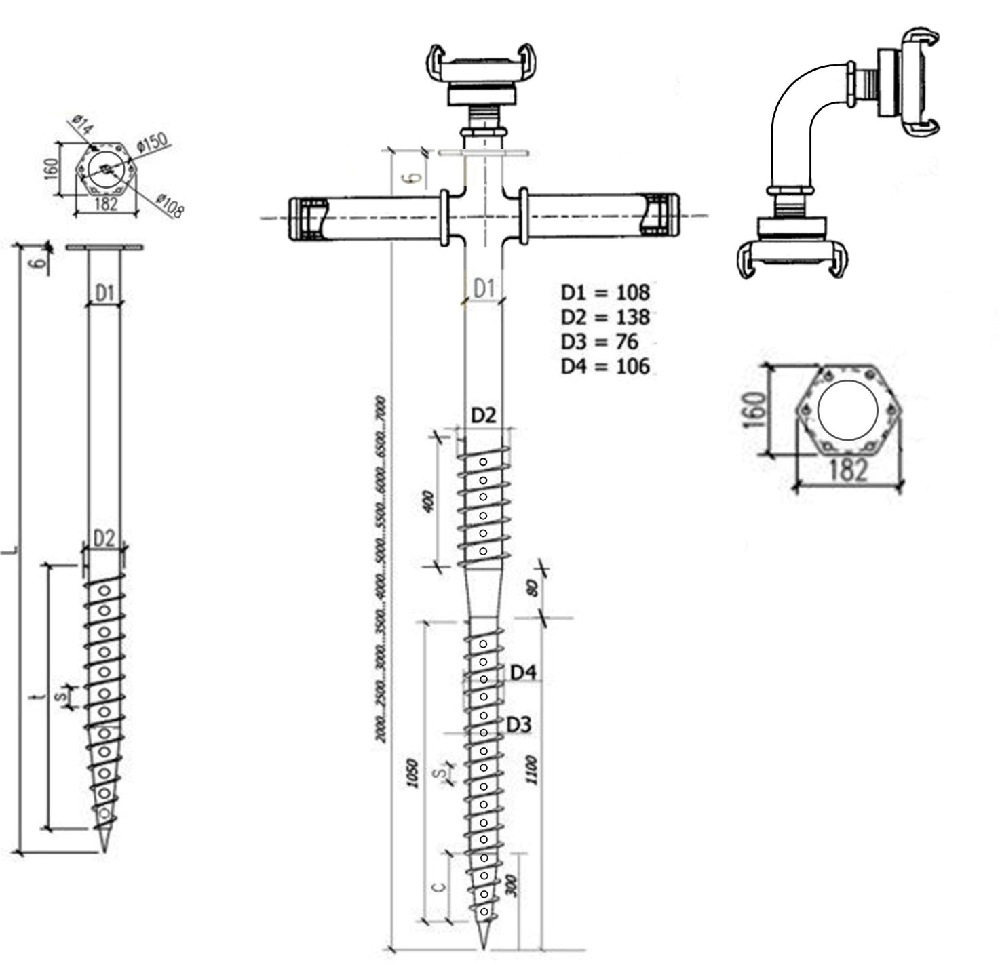 ø14
ø150
160
182
ø108
6
D1
L
D2
t
s
6
D1
D1 = 108
D2 = 138
D3 = 76
D4 = 106
D2
400
80
2000...2500...3000...3500...4000...5000...5500...6000...6500...7000
D4
D3
1050
S
1100
C
300
160
182